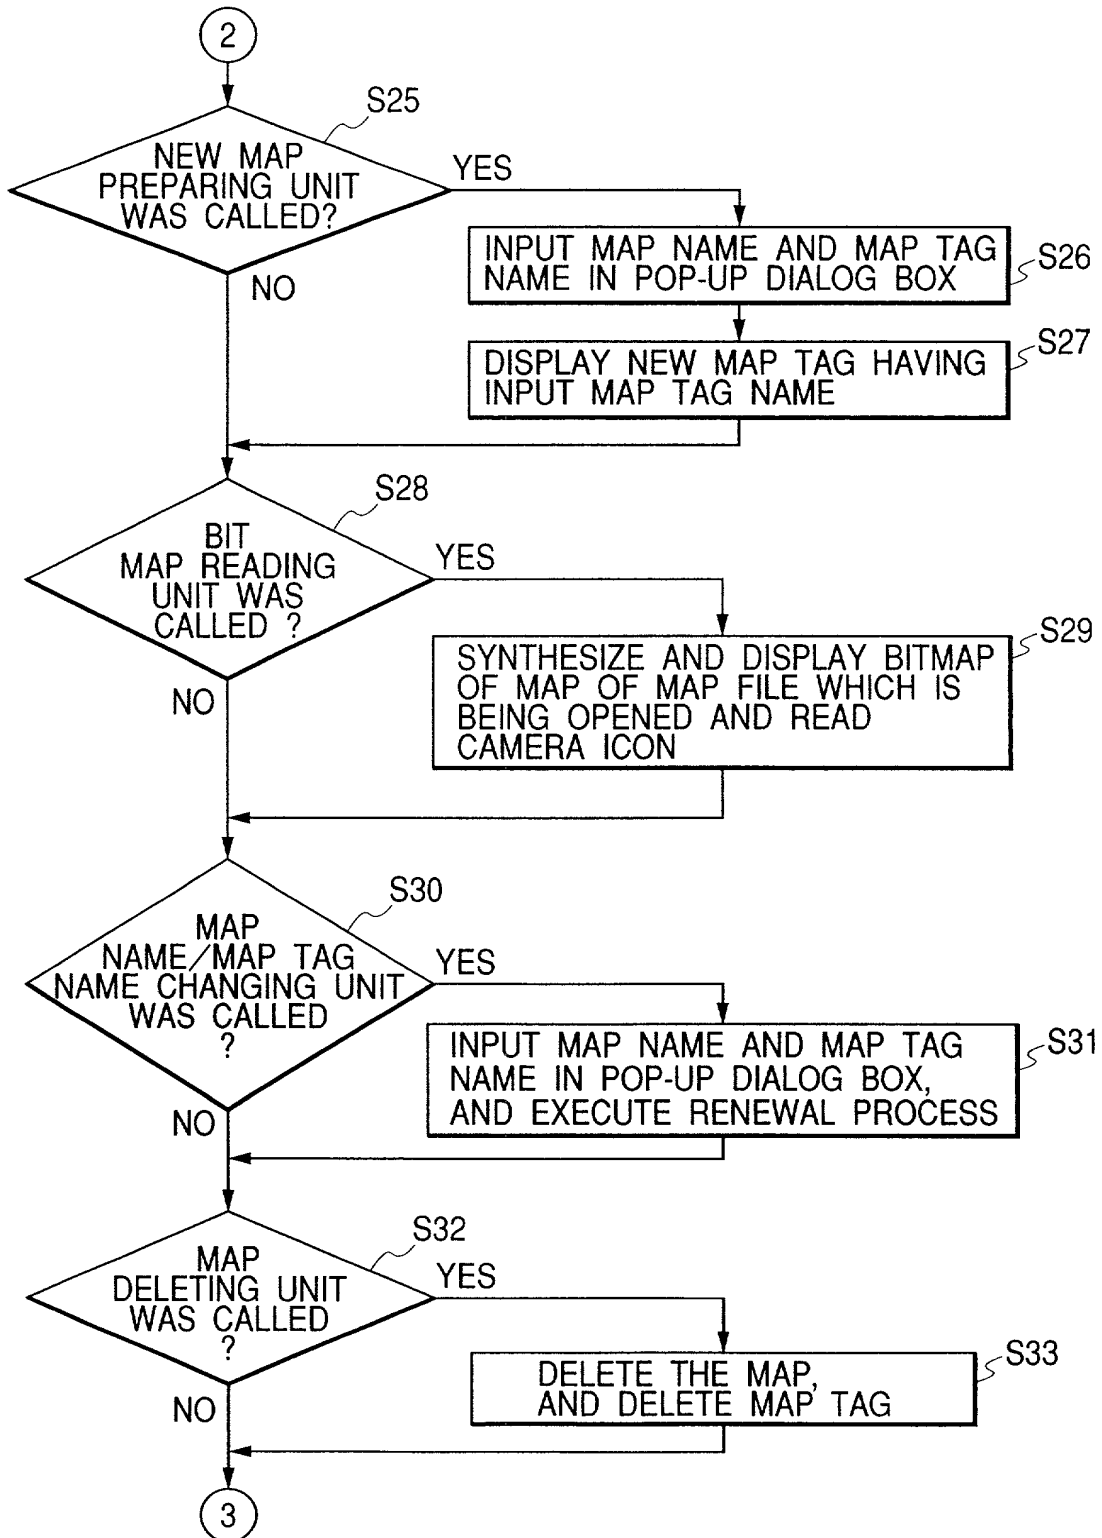 2
S25
NEW MAP
PREPARING UNIT
WAS CALLED?
YES
NO
INPUT MAP NAME AND MAP TAG
NAME IN POP-UP DIALOG BOX
S26
DISPLAY NEW MAP TAG HAVING
INPUT MAP TAG NAME
S27
S28
BIT
MAP READING
UNIT WAS
CALLED ?
YES
NO
SYNTHESIZE AND DISPLAY BITMAP
OF MAP OF MAP FILE WHICH IS
BEING OPENED AND READ
CAMERA ICON
S29
S30
MAP
NAME/MAP TAG
NAME CHANGING UNIT
WAS CALLED
?
YES
NO
INPUT MAP NAME AND MAP TAG
NAME IN POP-UP DIALOG BOX,
AND EXECUTE RENEWAL PROCESS
S31
S32
MAP
DELETING UNIT
WAS CALLED
?
YES
NO
DELETE THE MAP,
AND DELETE MAP TAG
S33
3